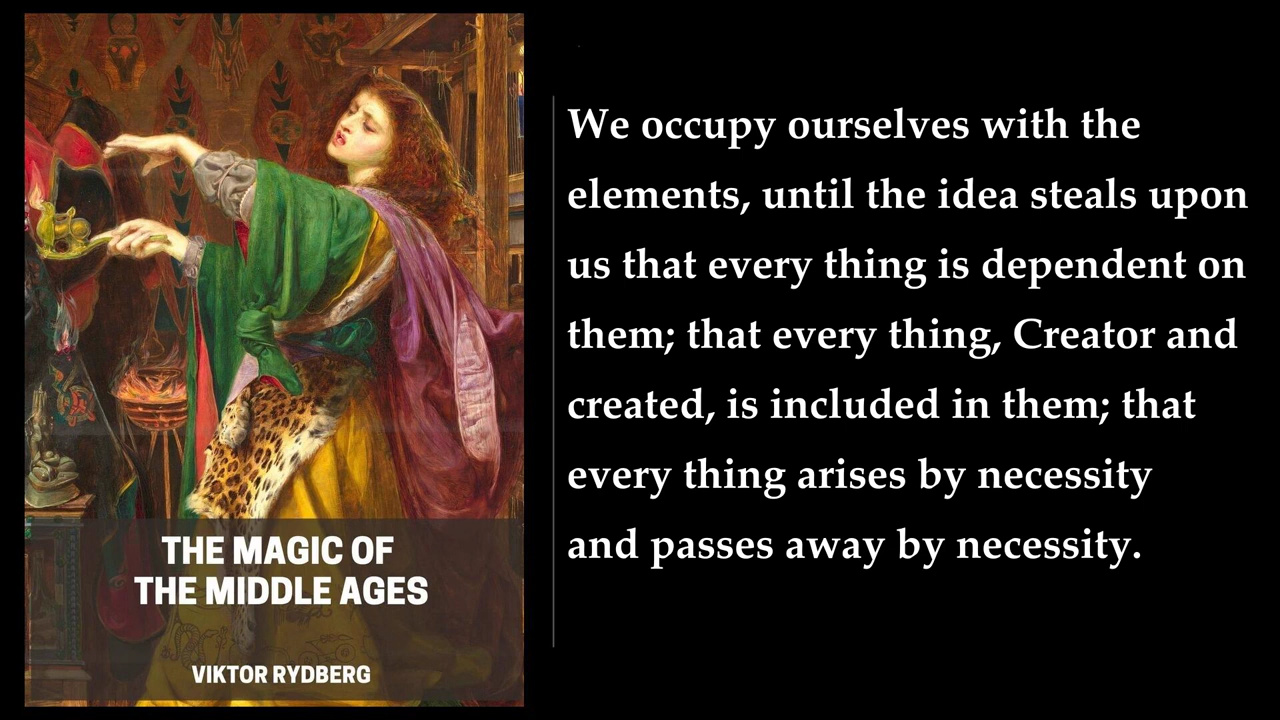 THE MAGIC OF
THE MIDDLE AGES
VIKTOR RYDBERG
We occupy ourselves with the
elements, until the idea steals upon
us that every thing is dependent on
them; that every thing, Creator and
created, is included in them; that
every thing arises by necessity
and passes away by necessity.